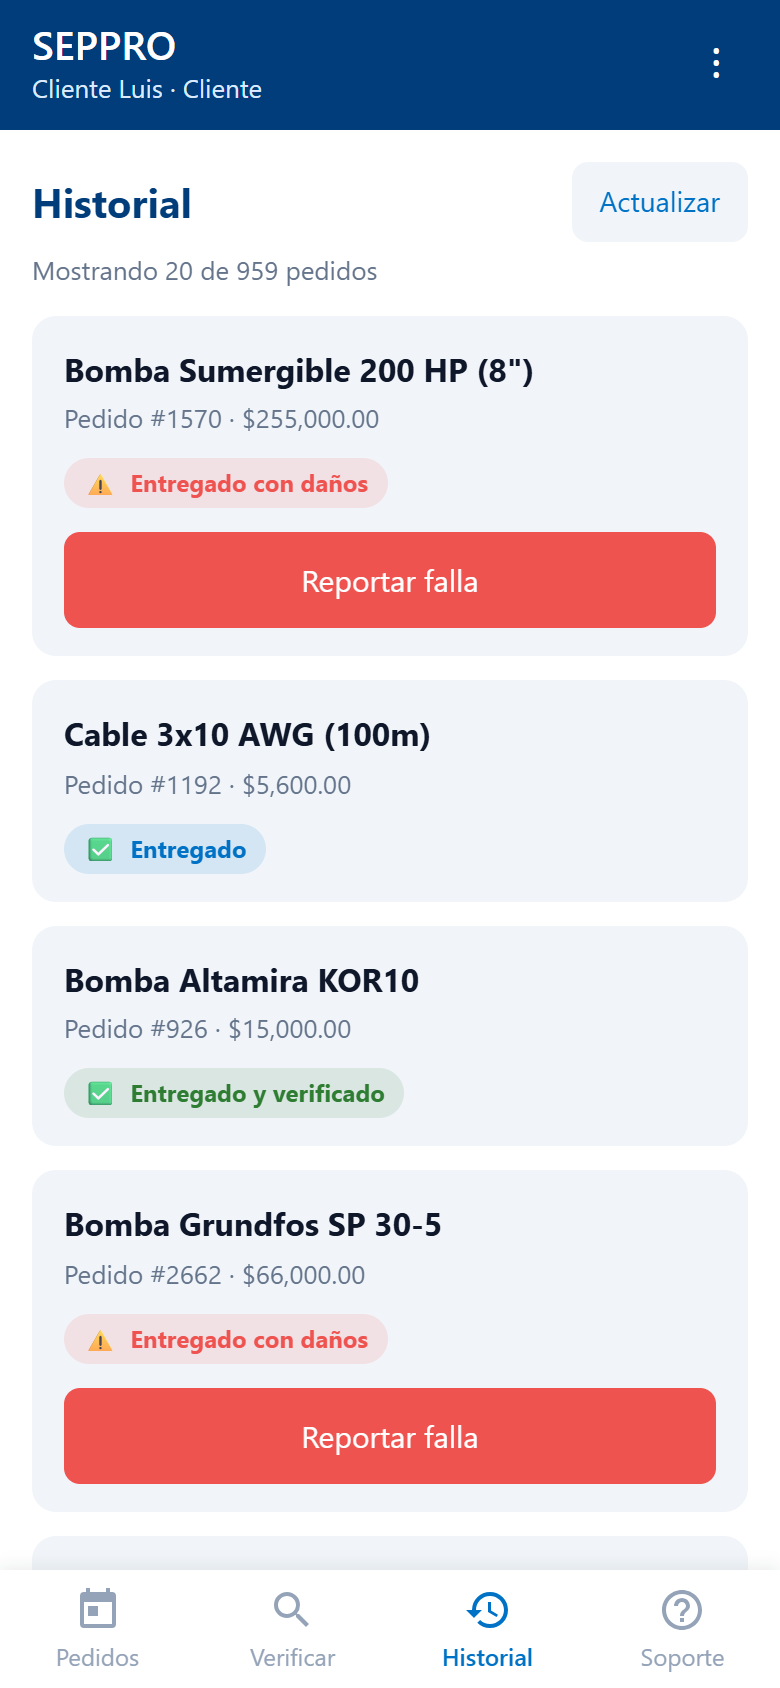 SEPPRO
Cliente Luis · Cliente
Historial
Actualizar
Mostrando 20 de 959 pedidos
Bomba Sumergible 200 HP (8")
Pedido #1570 · $255,000.00
Entregado con daños
Reportar falla
Cable 3x10 AWG (100m)
Pedido #1192 · $5,600.00
Entregado
Bomba Altamira KOR10
Pedido #926 · $15,000.00
Entregado y verificado
Bomba Grundfos SP 30-5
Pedido #2662 · $66,000.00
Entregado con daños
Reportar falla
Pedidos
Verificar
Historial
Soporte